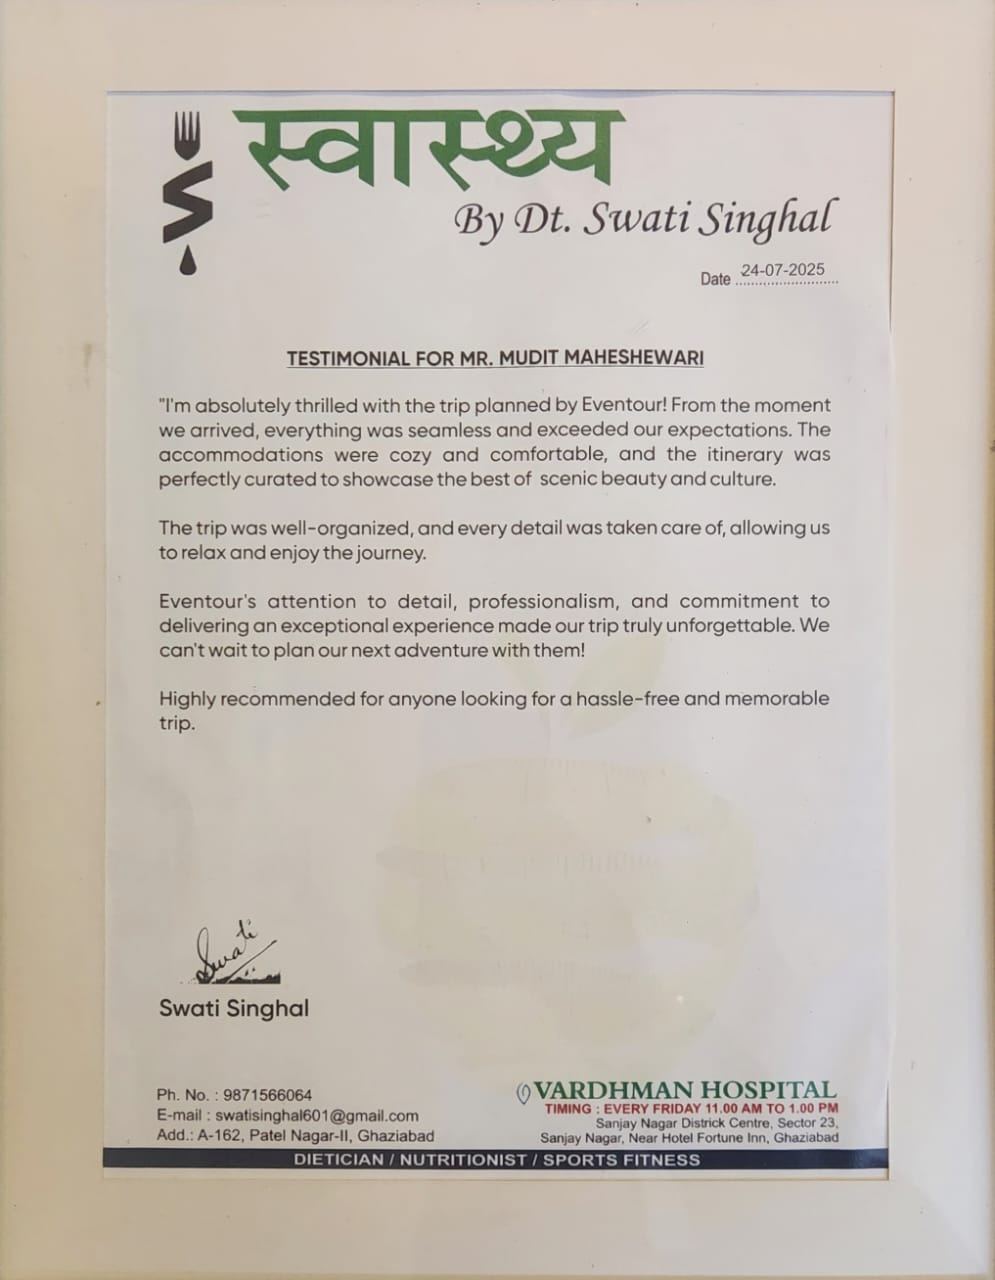 स्वास्थ्य
By Dt. Swati Singhal
Date 24-07-2025
TESTIMONIAL FOR MR. MUDIT MAHESHEWARI
"I'm absolutely thrilled with the trip planned by Eventour! From the moment
we arrived, everything was seamless and exceeded our expectations. The
accommodations were cozy and comfortable, and the itinerary was
perfectly curated to showcase the best of scenic beauty and culture.
The trip was well-organized, and every detail was taken care of, allowing us
to relax and enjoy the journey.
Eventour's attention to detail, professionalism, and commitment to
delivering an exceptional experience made our trip truly unforgettable. We
can't wait to plan our next adventure with them!
Highly recommended for anyone looking for a hassle-free and memorable
trip.
Swati
Swati Singhal
Ph. No. : 9871566064
E-mail : swatisinghal601@gmail.com
Add.: A-162, Patel Nagar-II, Ghaziabad
VARDHMAN HOSPITAL
TIMING : EVERY FRIDAY 11.00 AM TO 1.00 PM
Sanjay Nagar Districk Centre, Sector 23,
Sanjay Nagar, Near Hotel Fortune Inn, Ghaziabad
DIETICIAN / NUTRITIONIST / SPORTS FITNESS